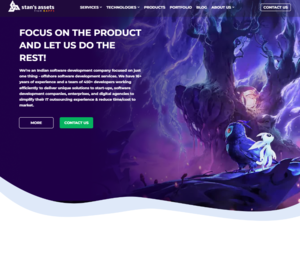 stan's assets
SERVICES
TECHNOLOGIES
PRODUCTS
PORTFOLIO
BLOG
ABOUT US
CONTACT US
FOCUS ON THE PRODUCT
AND LET US DO THE
REST!
We're an Indian software development company focused on just
one thing - offshore software development services. We have 10+
years of experience and a team of 450+ developers working
efficiently to deliver unique solutions to start-ups, software
development companies, enterprises, and digital agencies to
simplify their IT outsourcing experience & reduce time/cost to
market.
MORE
CONTACT US